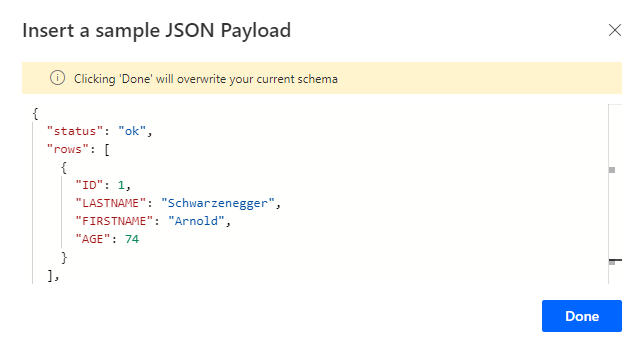 Insert a sample JSON Payload
Clicking 'Done' will overwrite your current schema
{
"status": "ok",
"rows": [
{
"ID": 1,
"LASTNAME": "Schwarzenegger",
"FIRSTNAME": "Arnold",
"AGE": 74
}
],
Done